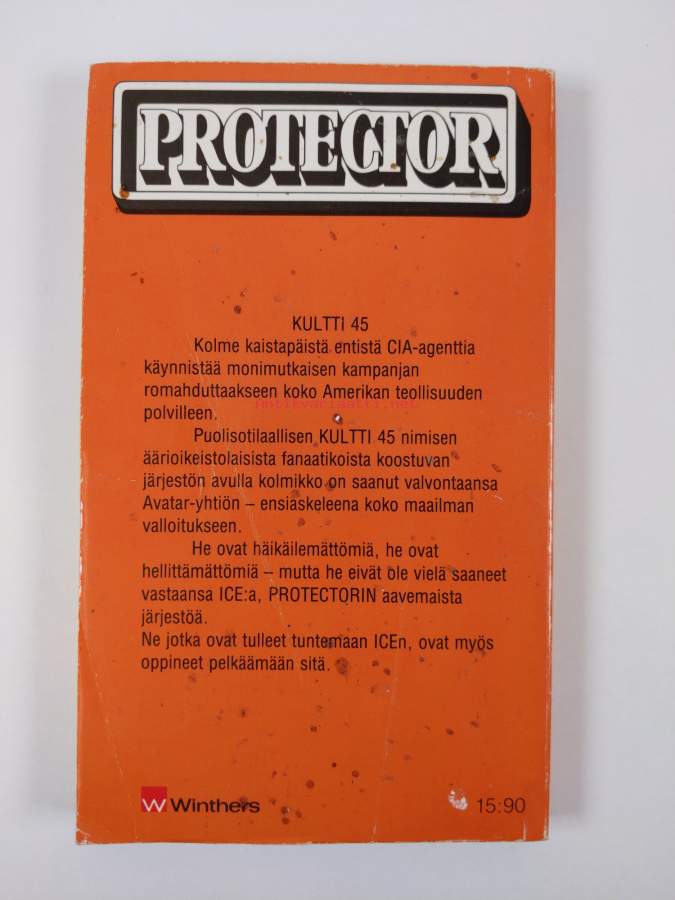 PROTECTOR
KULTTI 45
Kolme kaistapäistä entistä CIA-agenttia
käynnistää monimutkaisen kampanjan
romahduttaakseen koko Amerikan teollisuuden
antikvariaatti.net
polvilleen.
Puolisotilaallisen KULTTI 45 nimisen
äärioikeistolaisista fanaatikoista koostuvan
järjestön avulla kolmikko on saanut valvontaansa
Avatar-yhtiön – ensiaskeleena koko maailman
valloitukseen.
He ovat häikäilemättömiä, he ovat
hellittämättömiä – mutta he eivät ole vielä saaneet
vastaansa ICE:a, PROTECTORIN aavemaista
järjestöä.
Ne jotka ovat tulleet tuntemaan ICEn, ovat myös
oppineet pelkäämään sitä.
W Winthers
15:90